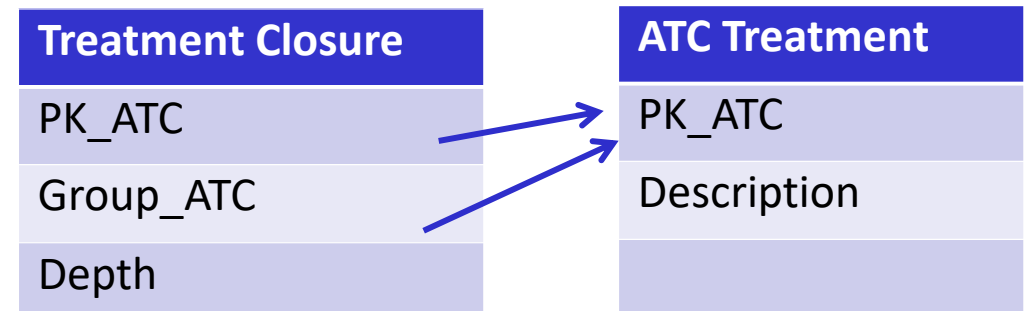 Treatment Closure
PK_ATC
Group_ATC
Depth
ATC Treatment
PK_ATC
Description